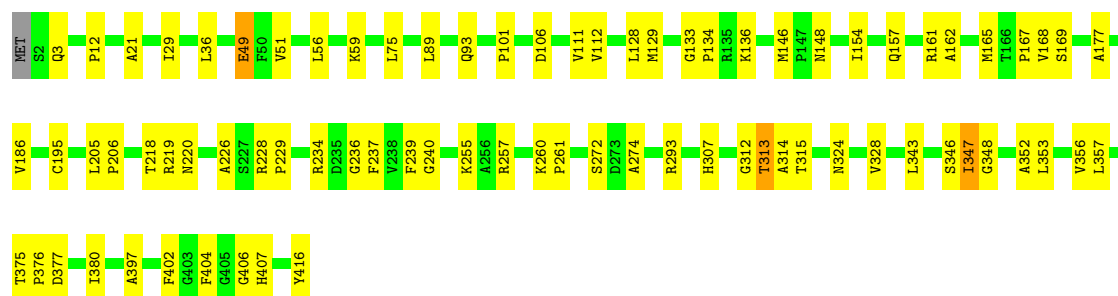 MET S2 Q3 P12 A21 I29 L36 E49 F50 V51 L56 K59 L75 L89 Q93 P101 D106 V111 V112 L128 M129 G133 P134 R135 K136 M146 P147 N148 I154 Q157 R161 A162 M165 T166 P167 V168 S169 A177
V186 C195 L205 P206 T218 R219 N220 A226 S227 R228 P229 R234 D235 G236 F237 V238 F239 G240 K255 A256 R257 K260 P261 S272 D273 A274 R293 H307 G312 T313 A314 T315 N324 V328 L343 S346 I347 G348 A352 L353 V356 L357
T375 P376 D377 I380 A397 F402 G403 F404 G405 G406 H407 Y416